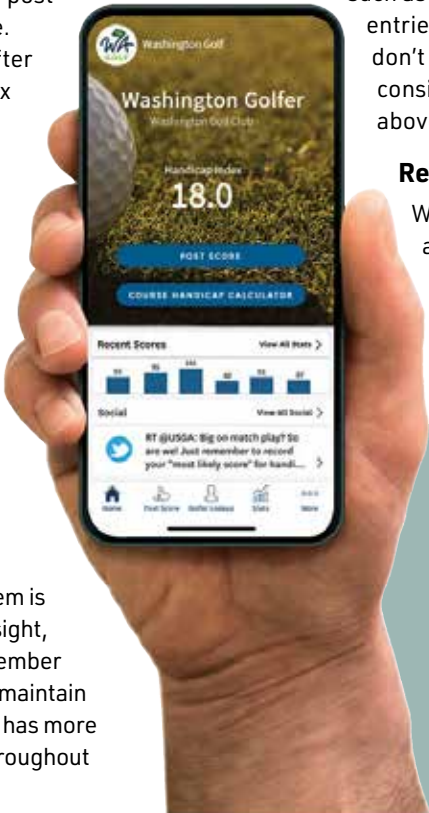 post
e.
fter
x
em is
sight,
ember
maintain
has more
roughout
WA
GOLF
Washington Golf
Washington Golfer
Washington Golf Club
Handicap Index
18.0
POST SCORE
COURSE HANDICAP CALCULATOR
Recent Scores View All Stats >
Social View All Social >
RT @USGA: Big on match play? So
are we! Just remember to record
your "most likely score" for handi... >
Home Post Score Golfer Lookup Stats More
entrie
don't
consi
abov
Re
W
a